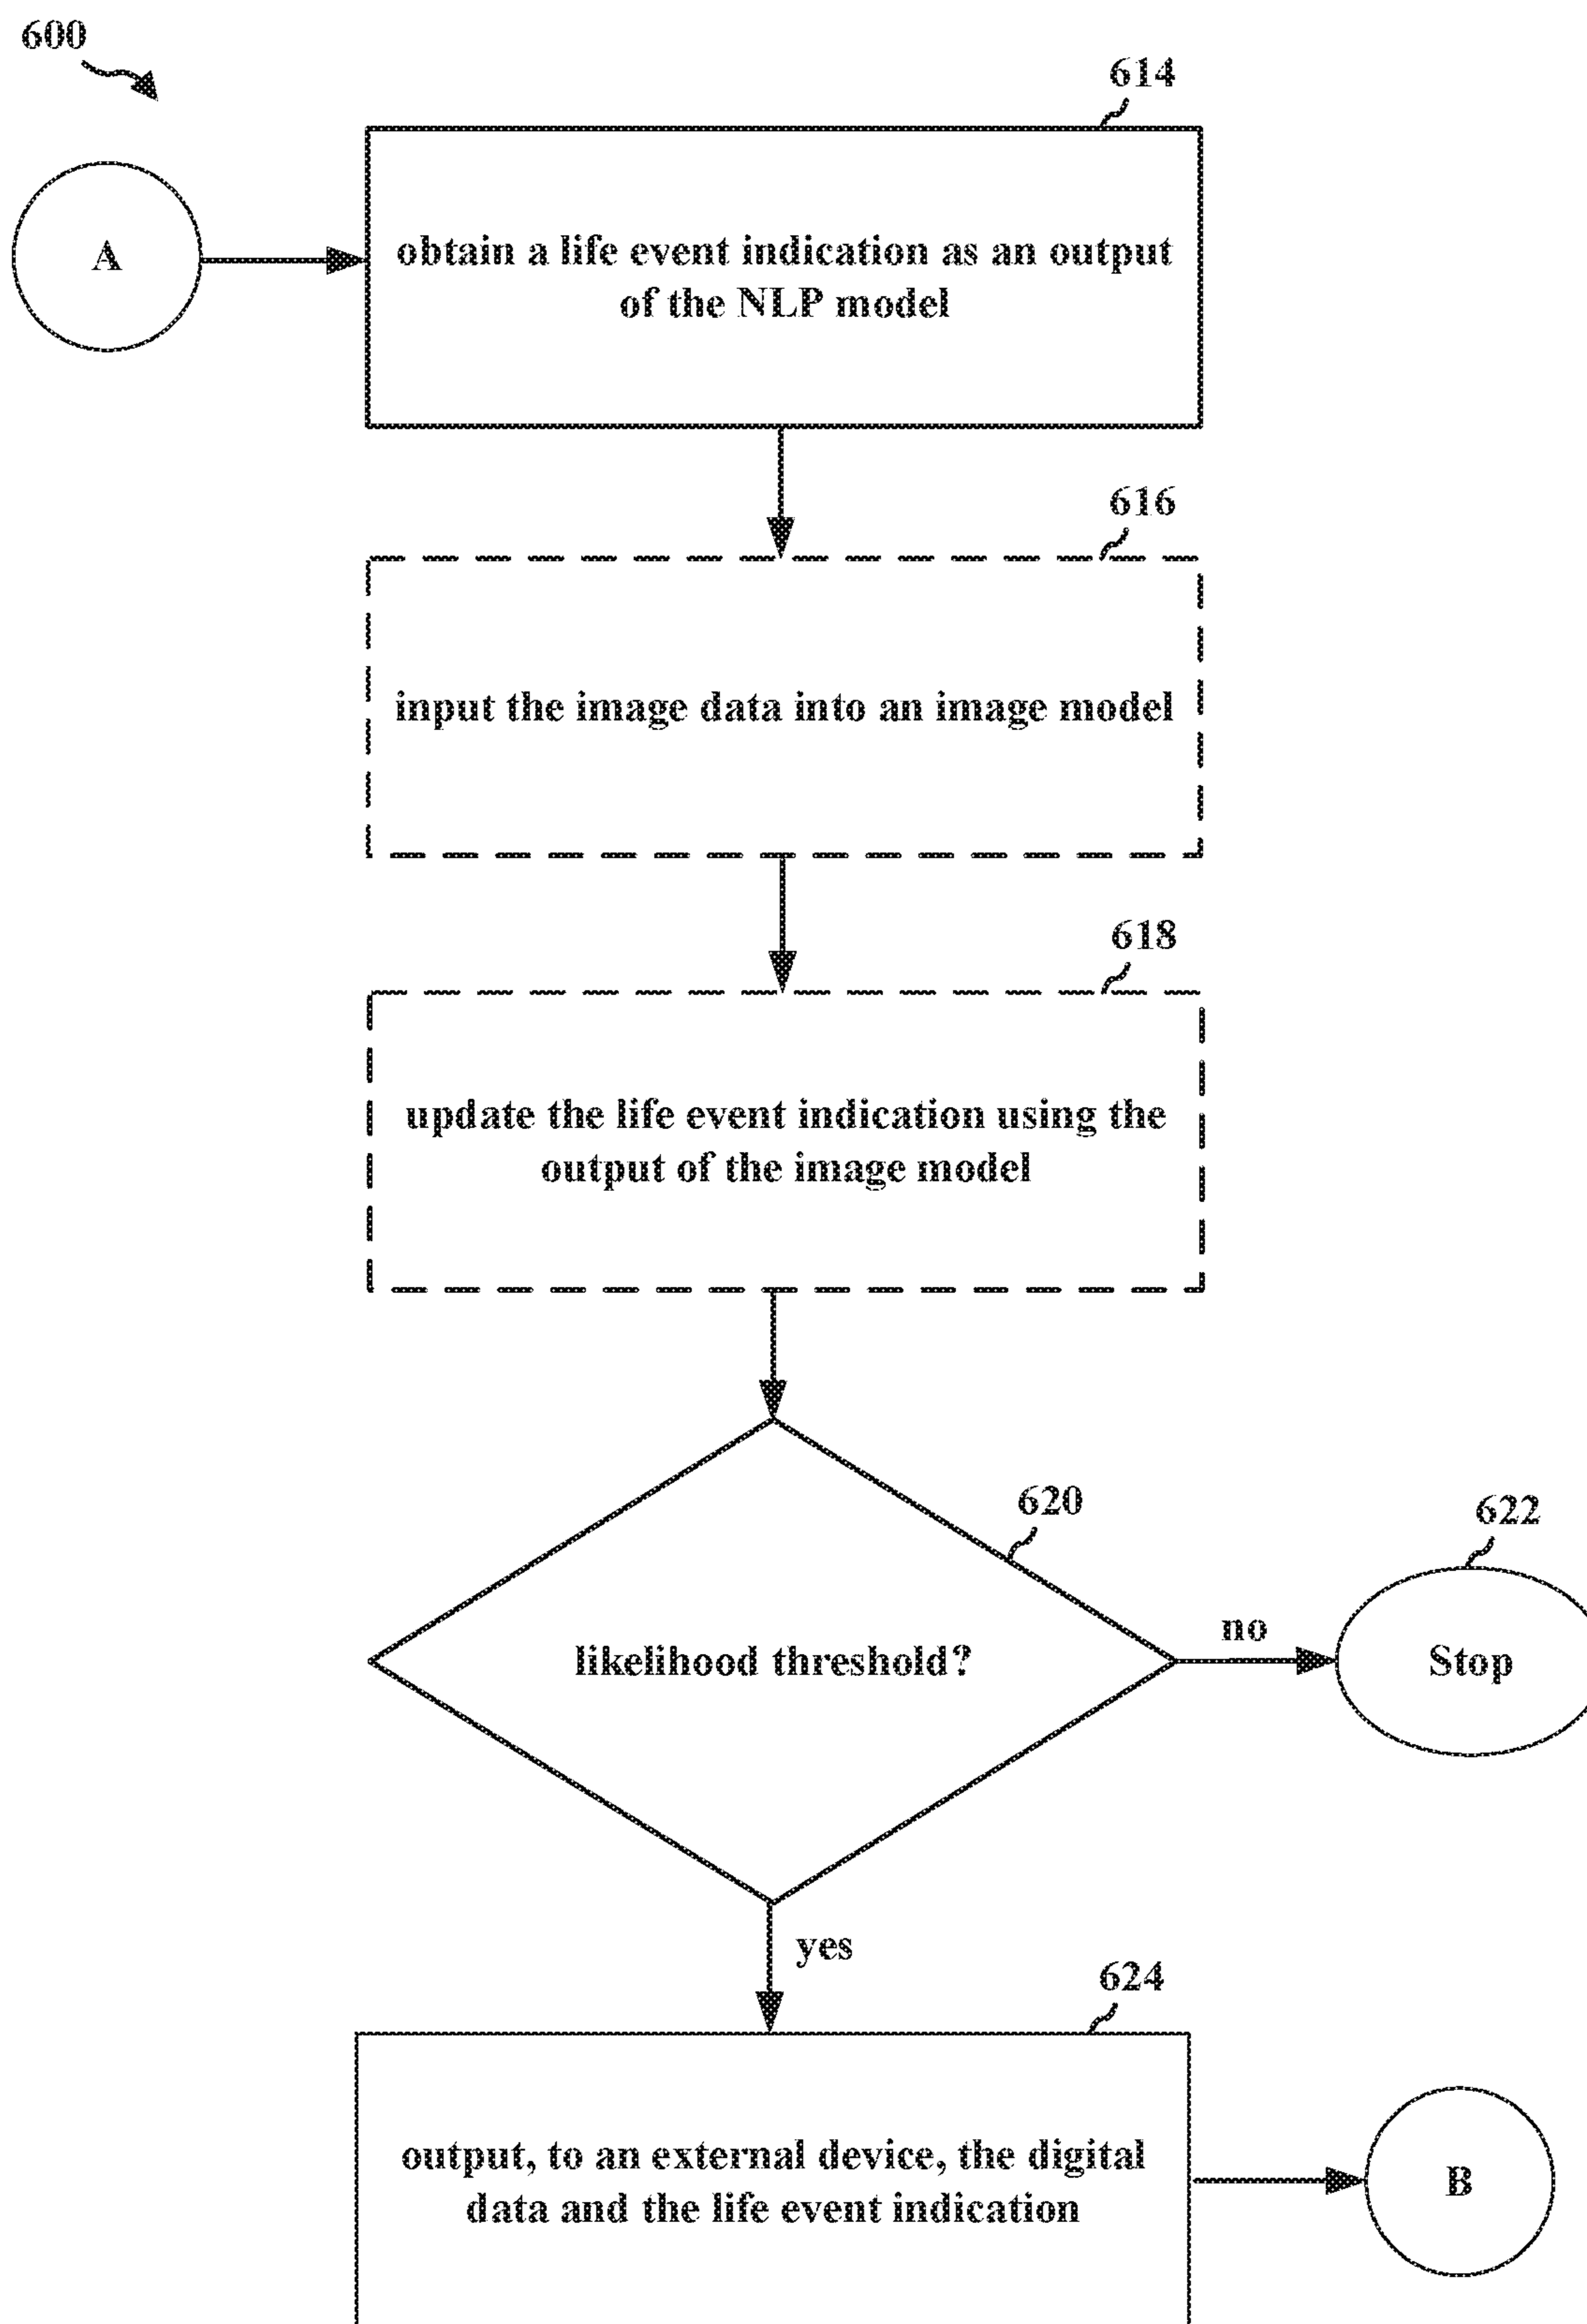 600
614
A
obtain a life event indication as an output
of the NLP model
616
input the image data into an image model
618
update the life event indication using the
output of the image model
620
622
likelihood threshold?
no
Stop
yes
624
output, to an external device, the digital
data and the life event indication
B